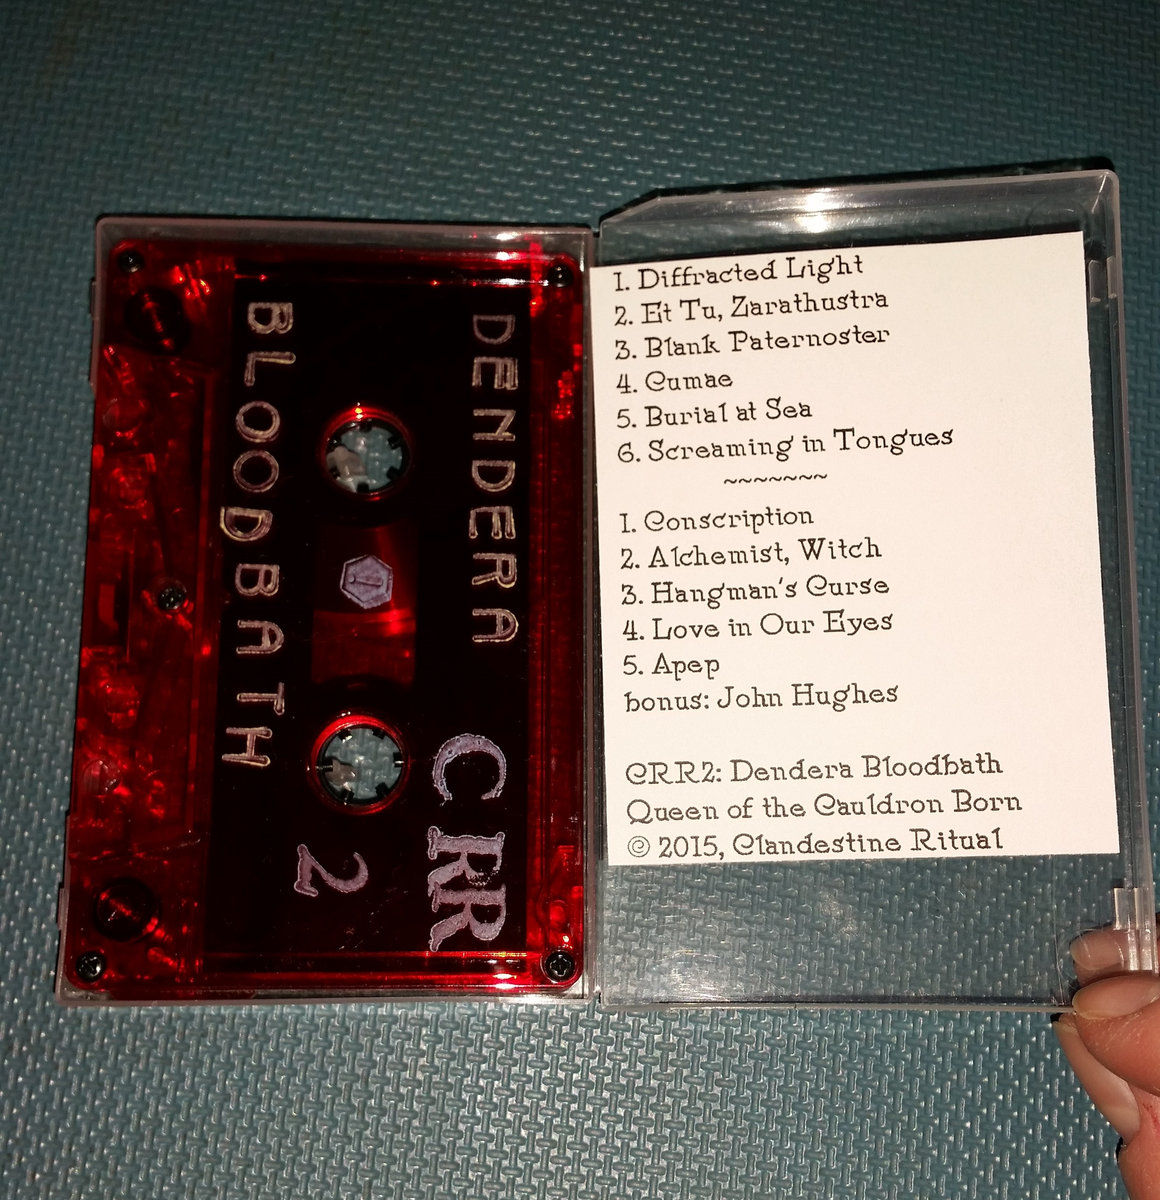 DENDERA
BLOODBATH
CRR
2
1. Diffracted Light
2. Et Tu, Zarathustra
3. Blank Paternoster
4. Cumae
5. Burial at Sea
6. Screaming in Tongues
~~~~~~~
1. Conscription
2. Alchemist, Witch
3. Hangman's Curse
4. Love in Our Eyes
5. Apep
bonus: John Hughes
CRR2: Dendera Bloodbath
Queen of the Cauldron Born
© 2015, Clandestine Ritual